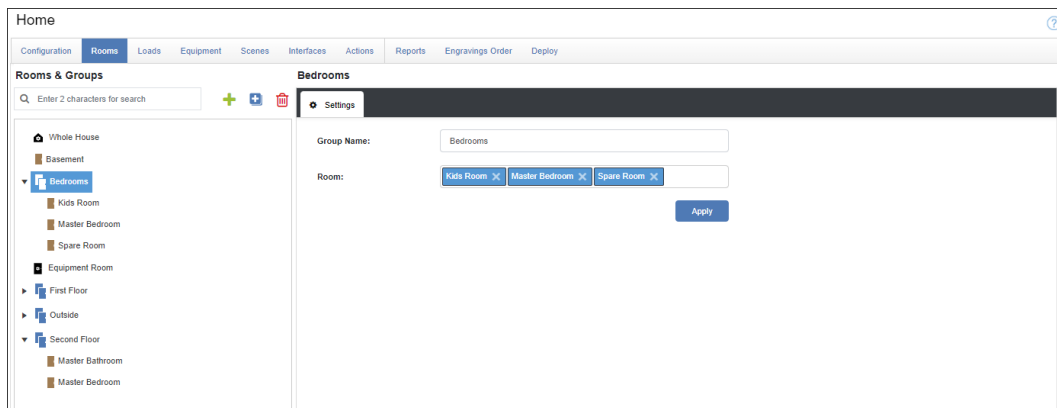 Home
?
Configuration Rooms Loads Equipment Scenes Interfaces Actions Reports Engravings Order Deploy
Rooms & Groups
Enter 2 characters for search
Whole House
Basement
Bedrooms
Kids Room
Master Bedroom
Spare Room
Equipment Room
First Floor
Outside
Second Floor
Master Bathroom
Master Bedroom
Bedrooms
Settings
Group Name: Bedrooms
Room: Kids Room Master Bedroom Spare Room
Apply